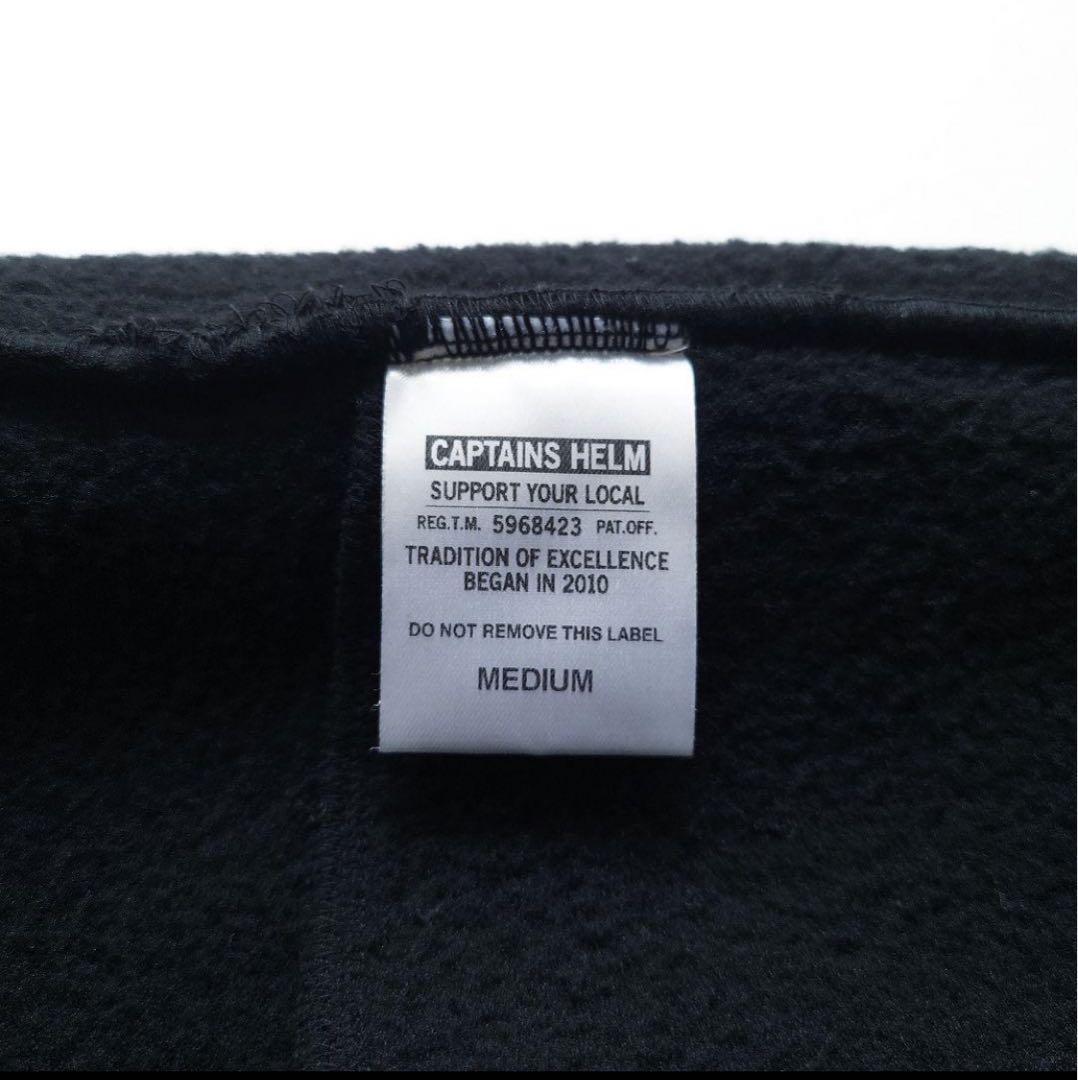 CAPTAINS HELM
SUPPORT YOUR LOCAL
REG.T.M. 5968423 PAT.OFF.
TRADITION OF EXCELLENCE
BEGAN IN 2010
DO NOT REMOVE THIS LABEL
MEDIUM